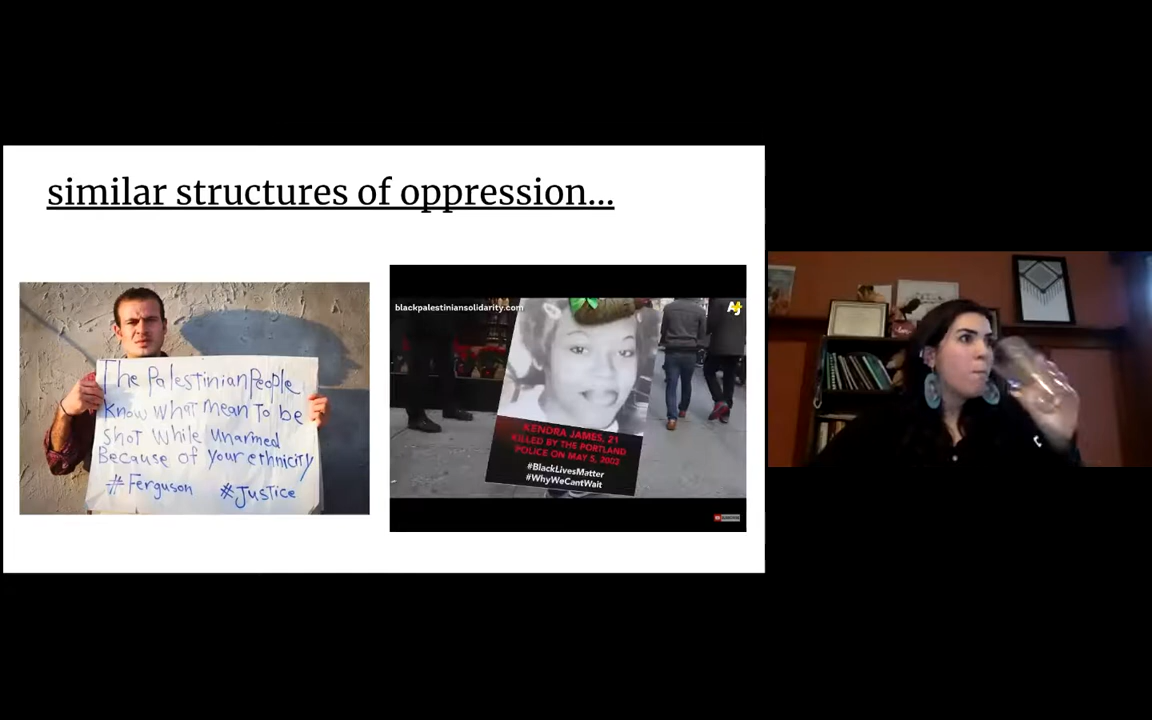 similar structures of oppression...
The Palestinian People
Know what mean To be
shot while unarmed
Because of your ethnicity
#Ferguson #Justice
blackpalestiniansolidarity.com
KENDRA JAMES, 21
KILLED BY THE PORTLAND
POLICE ON MAY 5, 2002
#BlackLivesMatter
#WhyWeCantWait